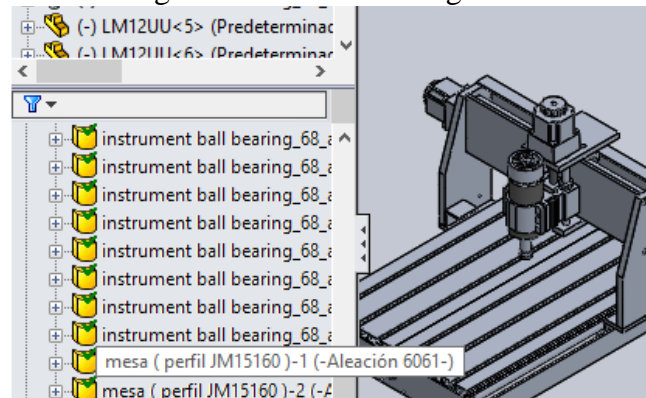 (-) LM12UU<5> (Predeterminac
(-) LM12UU<6> (Predeterminac
instrument ball bearing_68_a
instrument ball bearing_68_a
instrument ball bearing_68_a
instrument ball bearing_68_a
instrument ball bearing_68_a
instrument ball bearing_68_a
instrument ball bearing_68_a
instrument ball bearing_68_a
mesa ( perfil JM15160 )-1 (-Aleación 6061-)
mesa ( perfil JM15160 )-2 (-A